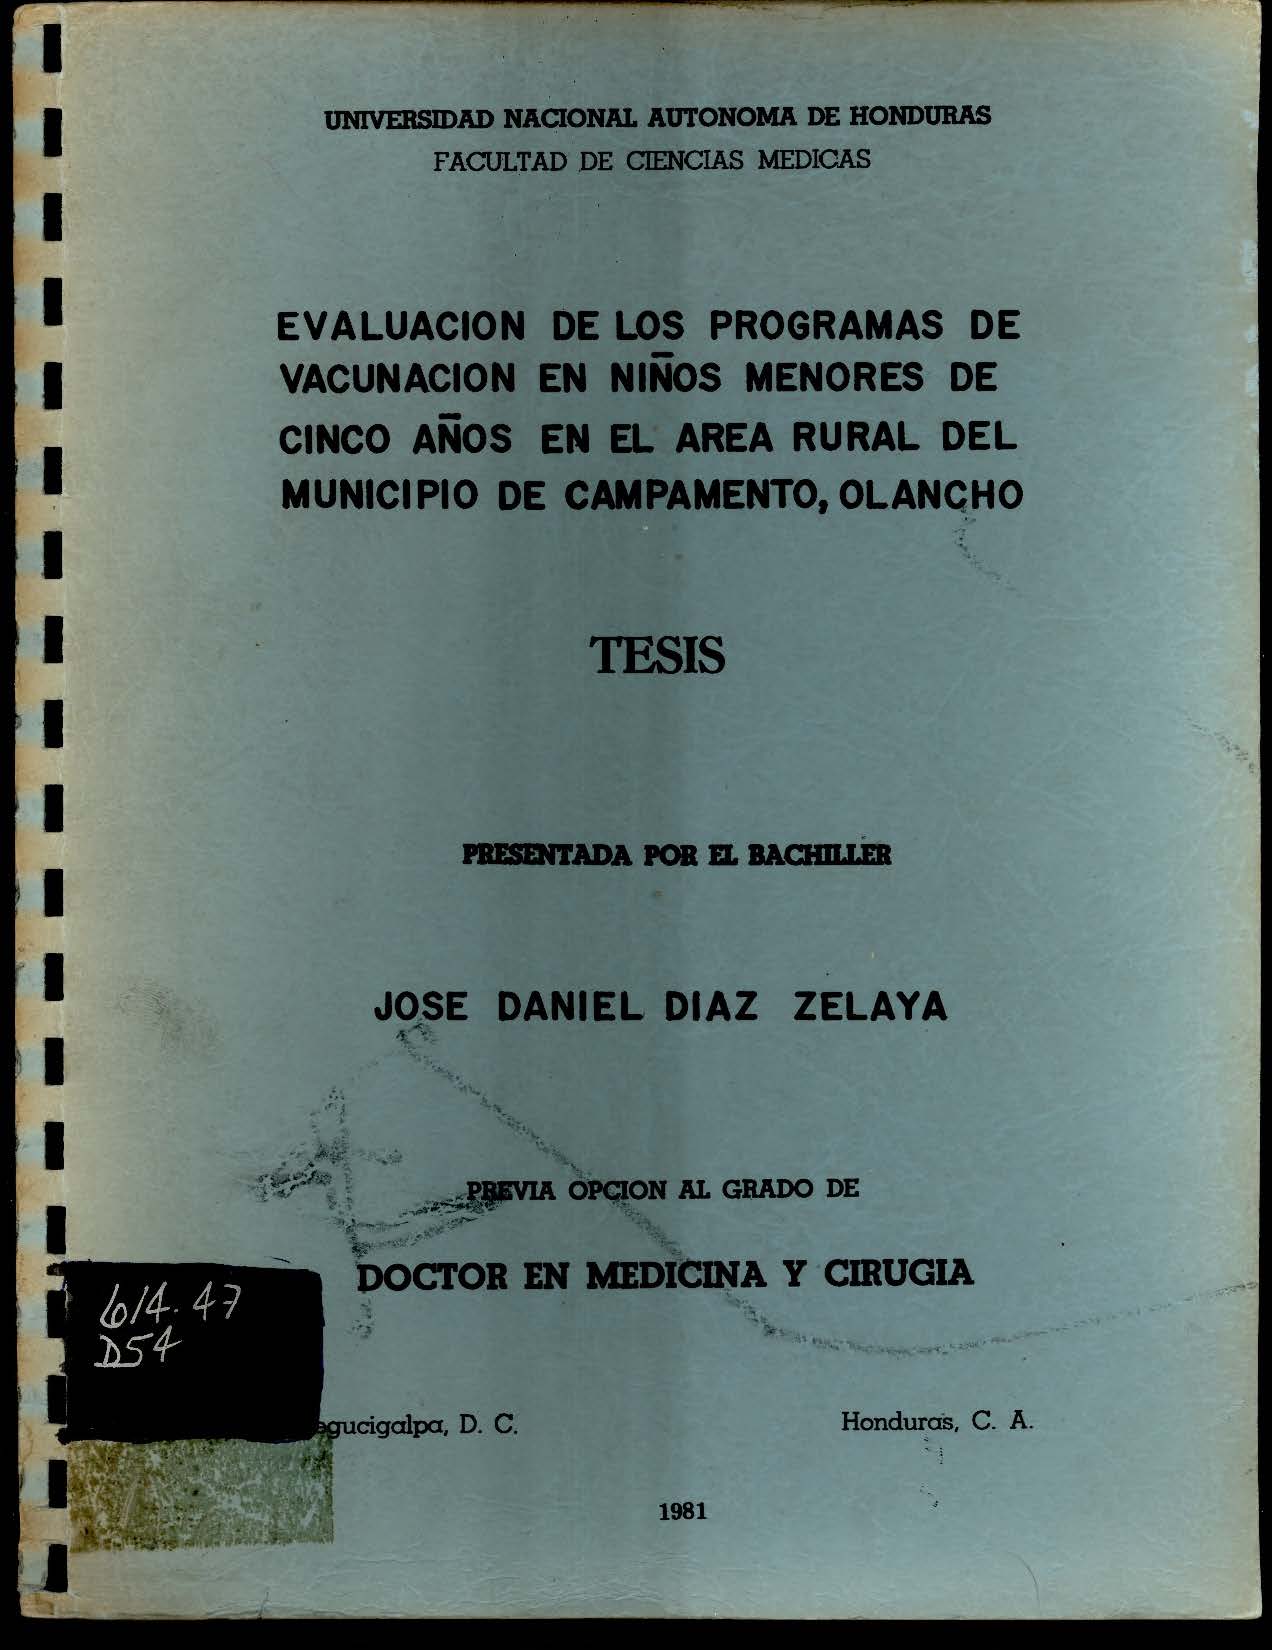 UNIVERSIDAD NACIONAL AUTONOMA DE HONDURAS
FACULTAD DE CIENCIAS MEDICAS
EVALUACION DE LOS PROGRAMAS DE
VACUNACION EN NIÑOS MENORES DE
CINCO AÑOS EN EL AREA RURAL DEL
MUNICIPIO DE CAMPAMENTO, OLANCHO
TESIS
PRESENTADA POR EL BACHILLER
JOSE DANIEL DIAZ ZELAYA
PREVIA OPCION AL GRADO DE
DOCTOR EN MEDICINA Y CIRUGIA
614.47
D54
gucigalpa, D. C. Honduras, C. A.
1981